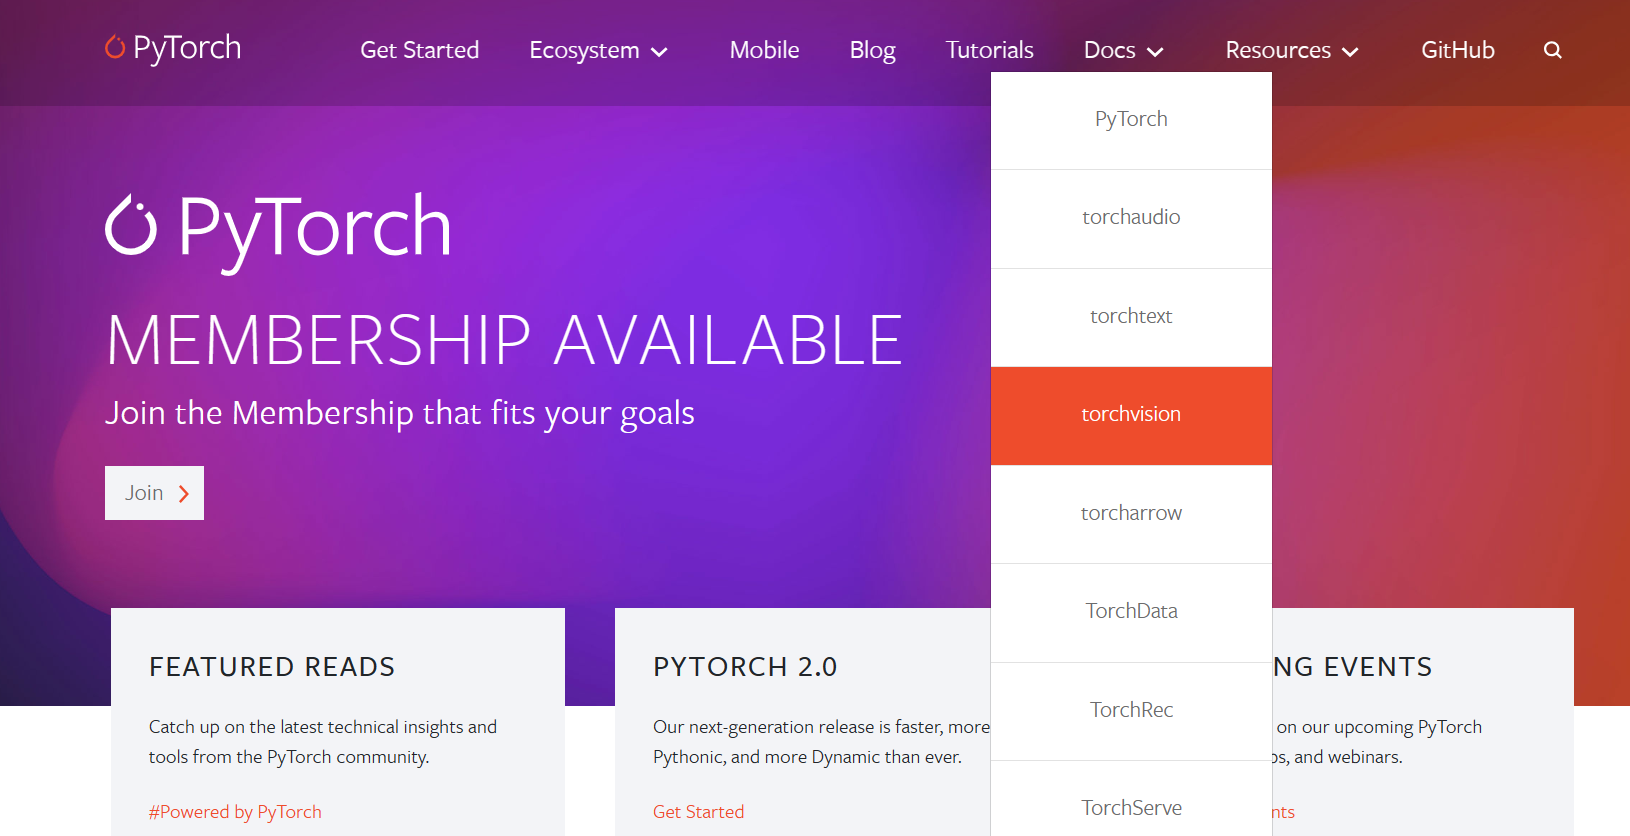 PyTorch
Get Started
Ecosystem
Mobile
Blog
Tutorials
Docs
Resources
GitHub
PyTorch
torchaudio
torchtext
torchvision
torcharrow
TorchData
TorchRec
TorchServe
PyTorch
MEMBERSHIP AVAILABLE
Join the Membership that fits your goals
Join
FEATURED READS
Catch up on the latest technical insights and
tools from the PyTorch community.
#Powered by PyTorch
PYTORCH 2.0
Our next-generation release is faster, more
Pythonic, and more Dynamic than ever.
Get Started
EVENTS
on our upcoming PyTorch
and webinars.